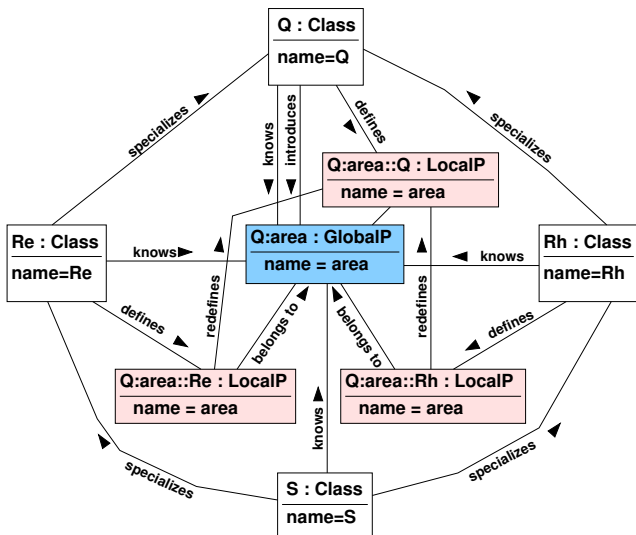 Q : Class
name=Q
specializes
specializes
knows
introduces
defines
Q:area::Q : LocalP
name = area
Re : Class
name=Re
Q:area : GlobalP
name = area
Rh : Class
name=Rh
knows
knows
redefines
redefines
defines
belongs to
belongs to
defines
Q:area::Re : LocalP
name = area
Q:area::Rh : LocalP
name = area
knows
specializes
specializes
S : Class
name=S